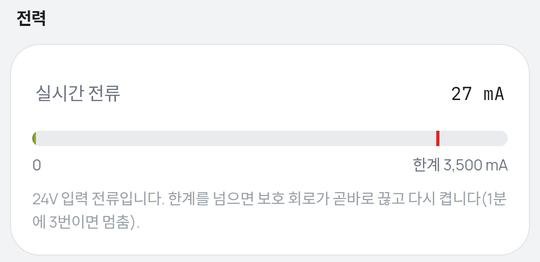 전력
실시간 전류 27 mA
0 한계 3,500 mA
24V 입력 전류입니다. 한계를 넘으면 보호 회로가 곧바로 끊고 다시 켭니다(1분
에 3번이면 멈춤).